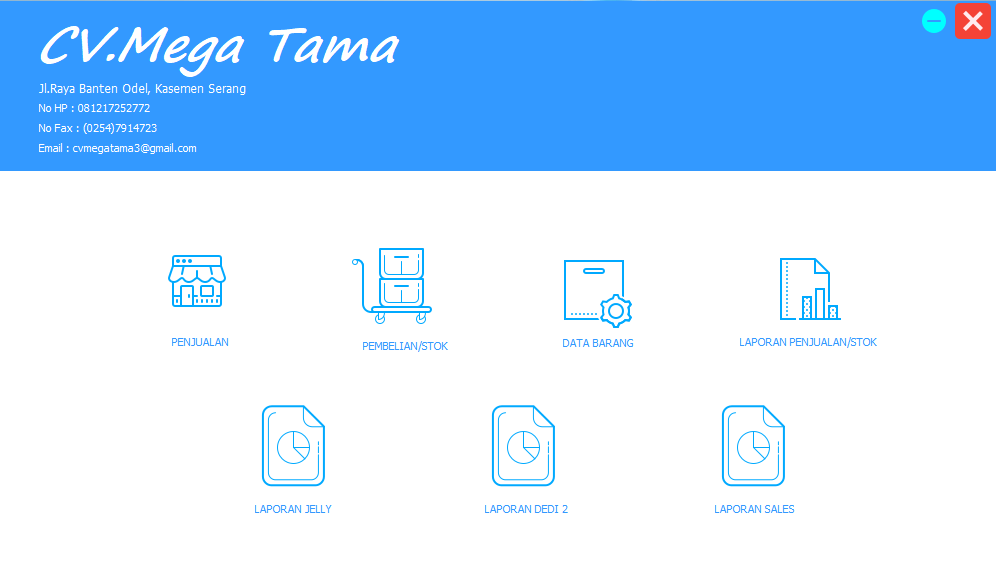 CV.Mega Tama
Jl.Raya Banten Odel, Kasemen Serang
No HP : 081217252772
No Fax : (0254)7914723
Email : cvmegatama3@gmail.com
PENJUALAN
PEMBELIAN/STOK
DATA BARANG
LAPORAN PENJUALAN/STOK
LAPORAN JELLY
LAPORAN DEDI 2
LAPORAN SALES